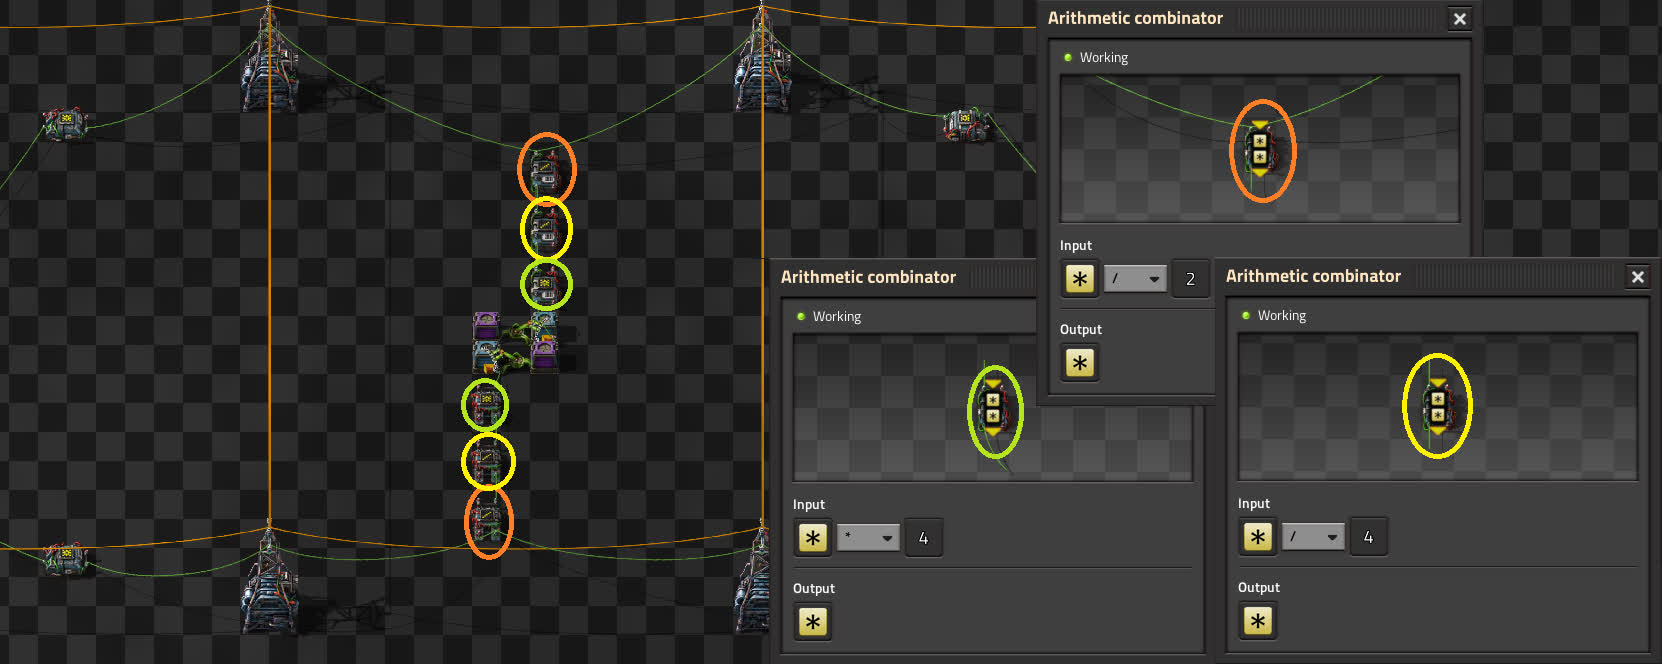 Arithmetic combinator
Working
Input
* / 2
Output
*
Arithmetic combinator
Working
Input
* * 4
Output
*
Arithmetic combinator
Working
Input
* / 4
Output
*